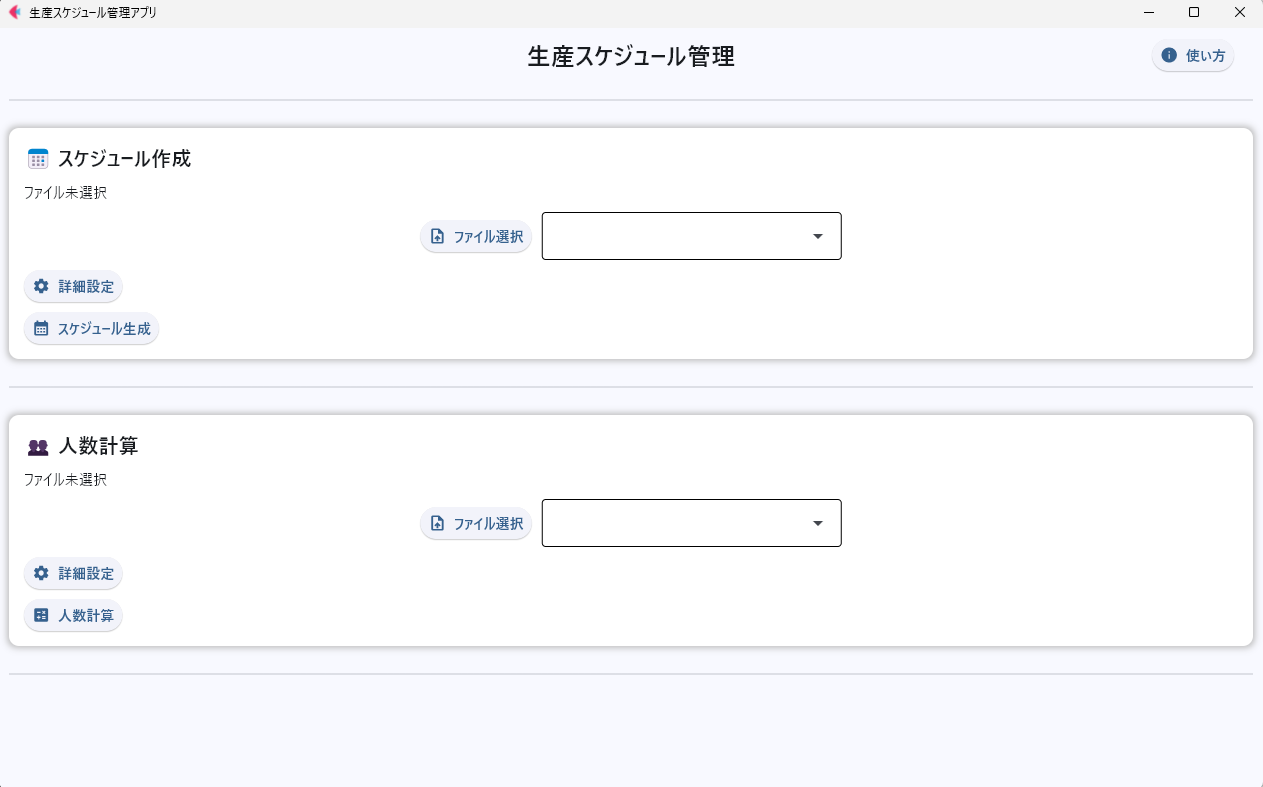 生産スケジュール管理アプリ
生産スケジュール管理
使い方
スケジュール作成
ファイル未選択
ファイル選択
詳細設定
スケジュール生成
人数計算
ファイル未選択
ファイル選択
詳細設定
人数計算